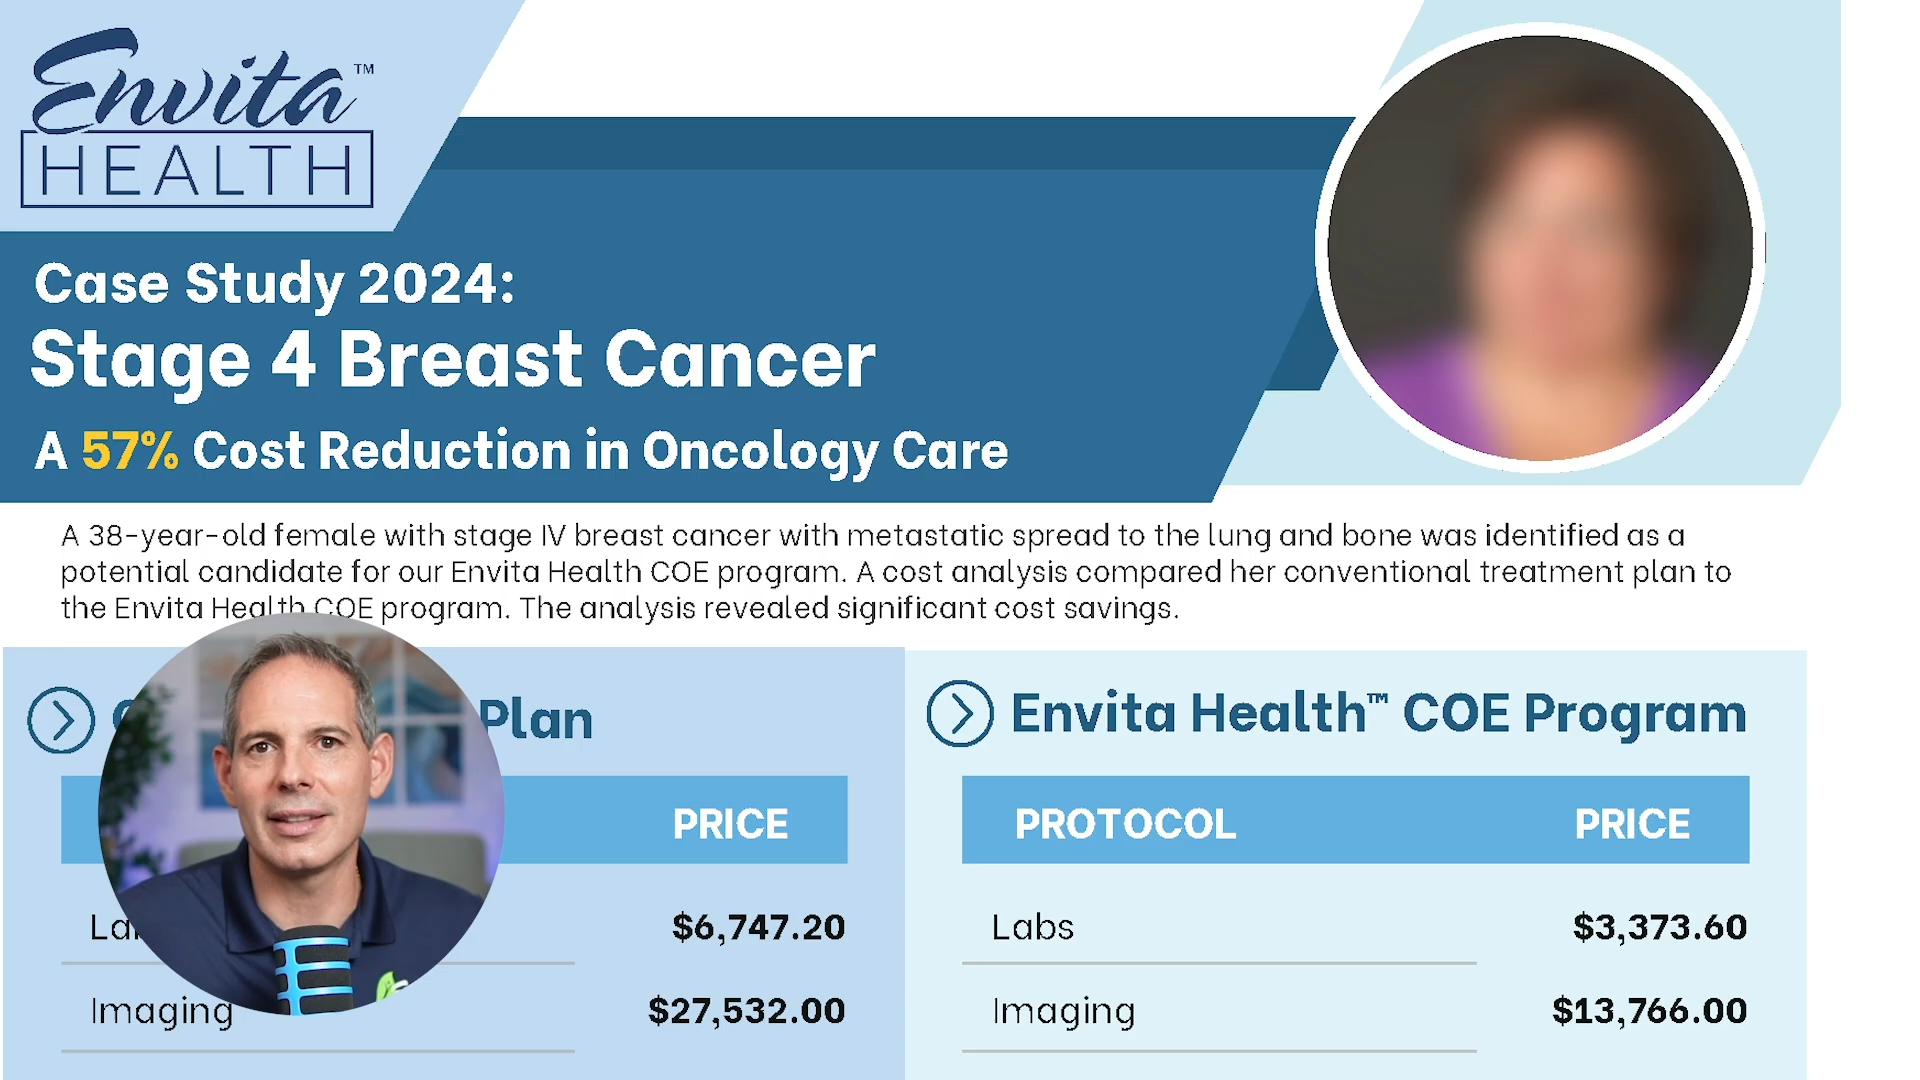 Envita™
HEALTH
Case Study 2024:
Stage 4 Breast Cancer
A 57% Cost Reduction in Oncology Care
A 38-year-old female with stage IV breast cancer with metastatic spread to the lung and bone was identified as a
potential candidate for our Envita Health COE program. A cost analysis compared her conventional treatment plan to
the Envita Health COE program. The analysis revealed significant cost savings.
Plan
PRICE
$6,747.20
Imaging $27,532.00
Envita Health™ COE Program
PROTOCOL PRICE
Labs $3,373.60
Imaging $13,766.00